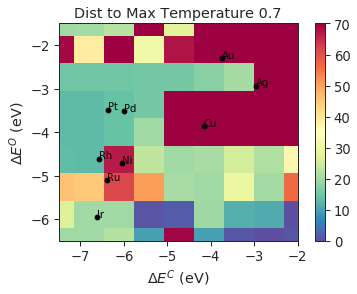 Dist to Max Temperature 0.7
ΔE^O (eV)
−2
−3
−4
−5
−6
Au
Ag
Pt
Pd
Cu
Rh
Ni
Ru
Ir
70
60
50
40
30
20
10
0
−7
−6
−5
−4
−3
−2
ΔE^C (eV)